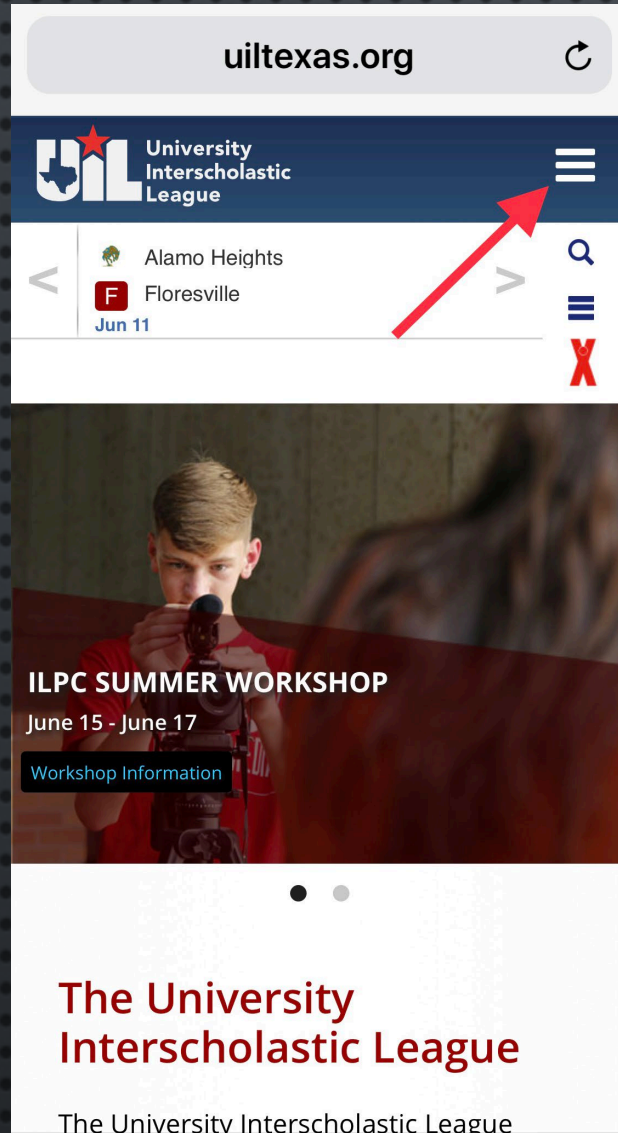 uiltexas.org
UIL
University
Interscholastic
League
Alamo Heights
F
Floresville
Jun 11
<
>
X
ILPC SUMMER WORKSHOP
June 15 - June 17
Workshop Information
The University
Interscholastic League
The University Interscholastic League